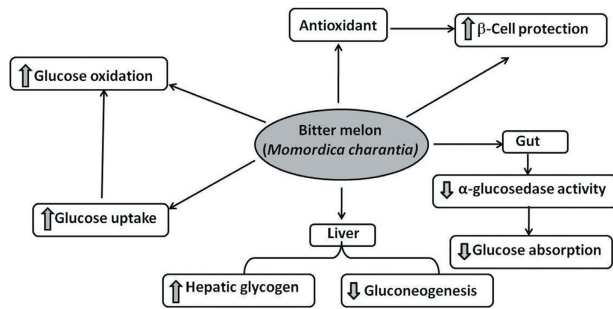 Antioxidant
β-Cell protection
Glucose oxidation
Bitter melon
(Momordica charantia)
Gut
α-glucosedase activity
Glucose uptake
Liver
Glucose absorption
Hepatic glycogen
Gluconeogenesis